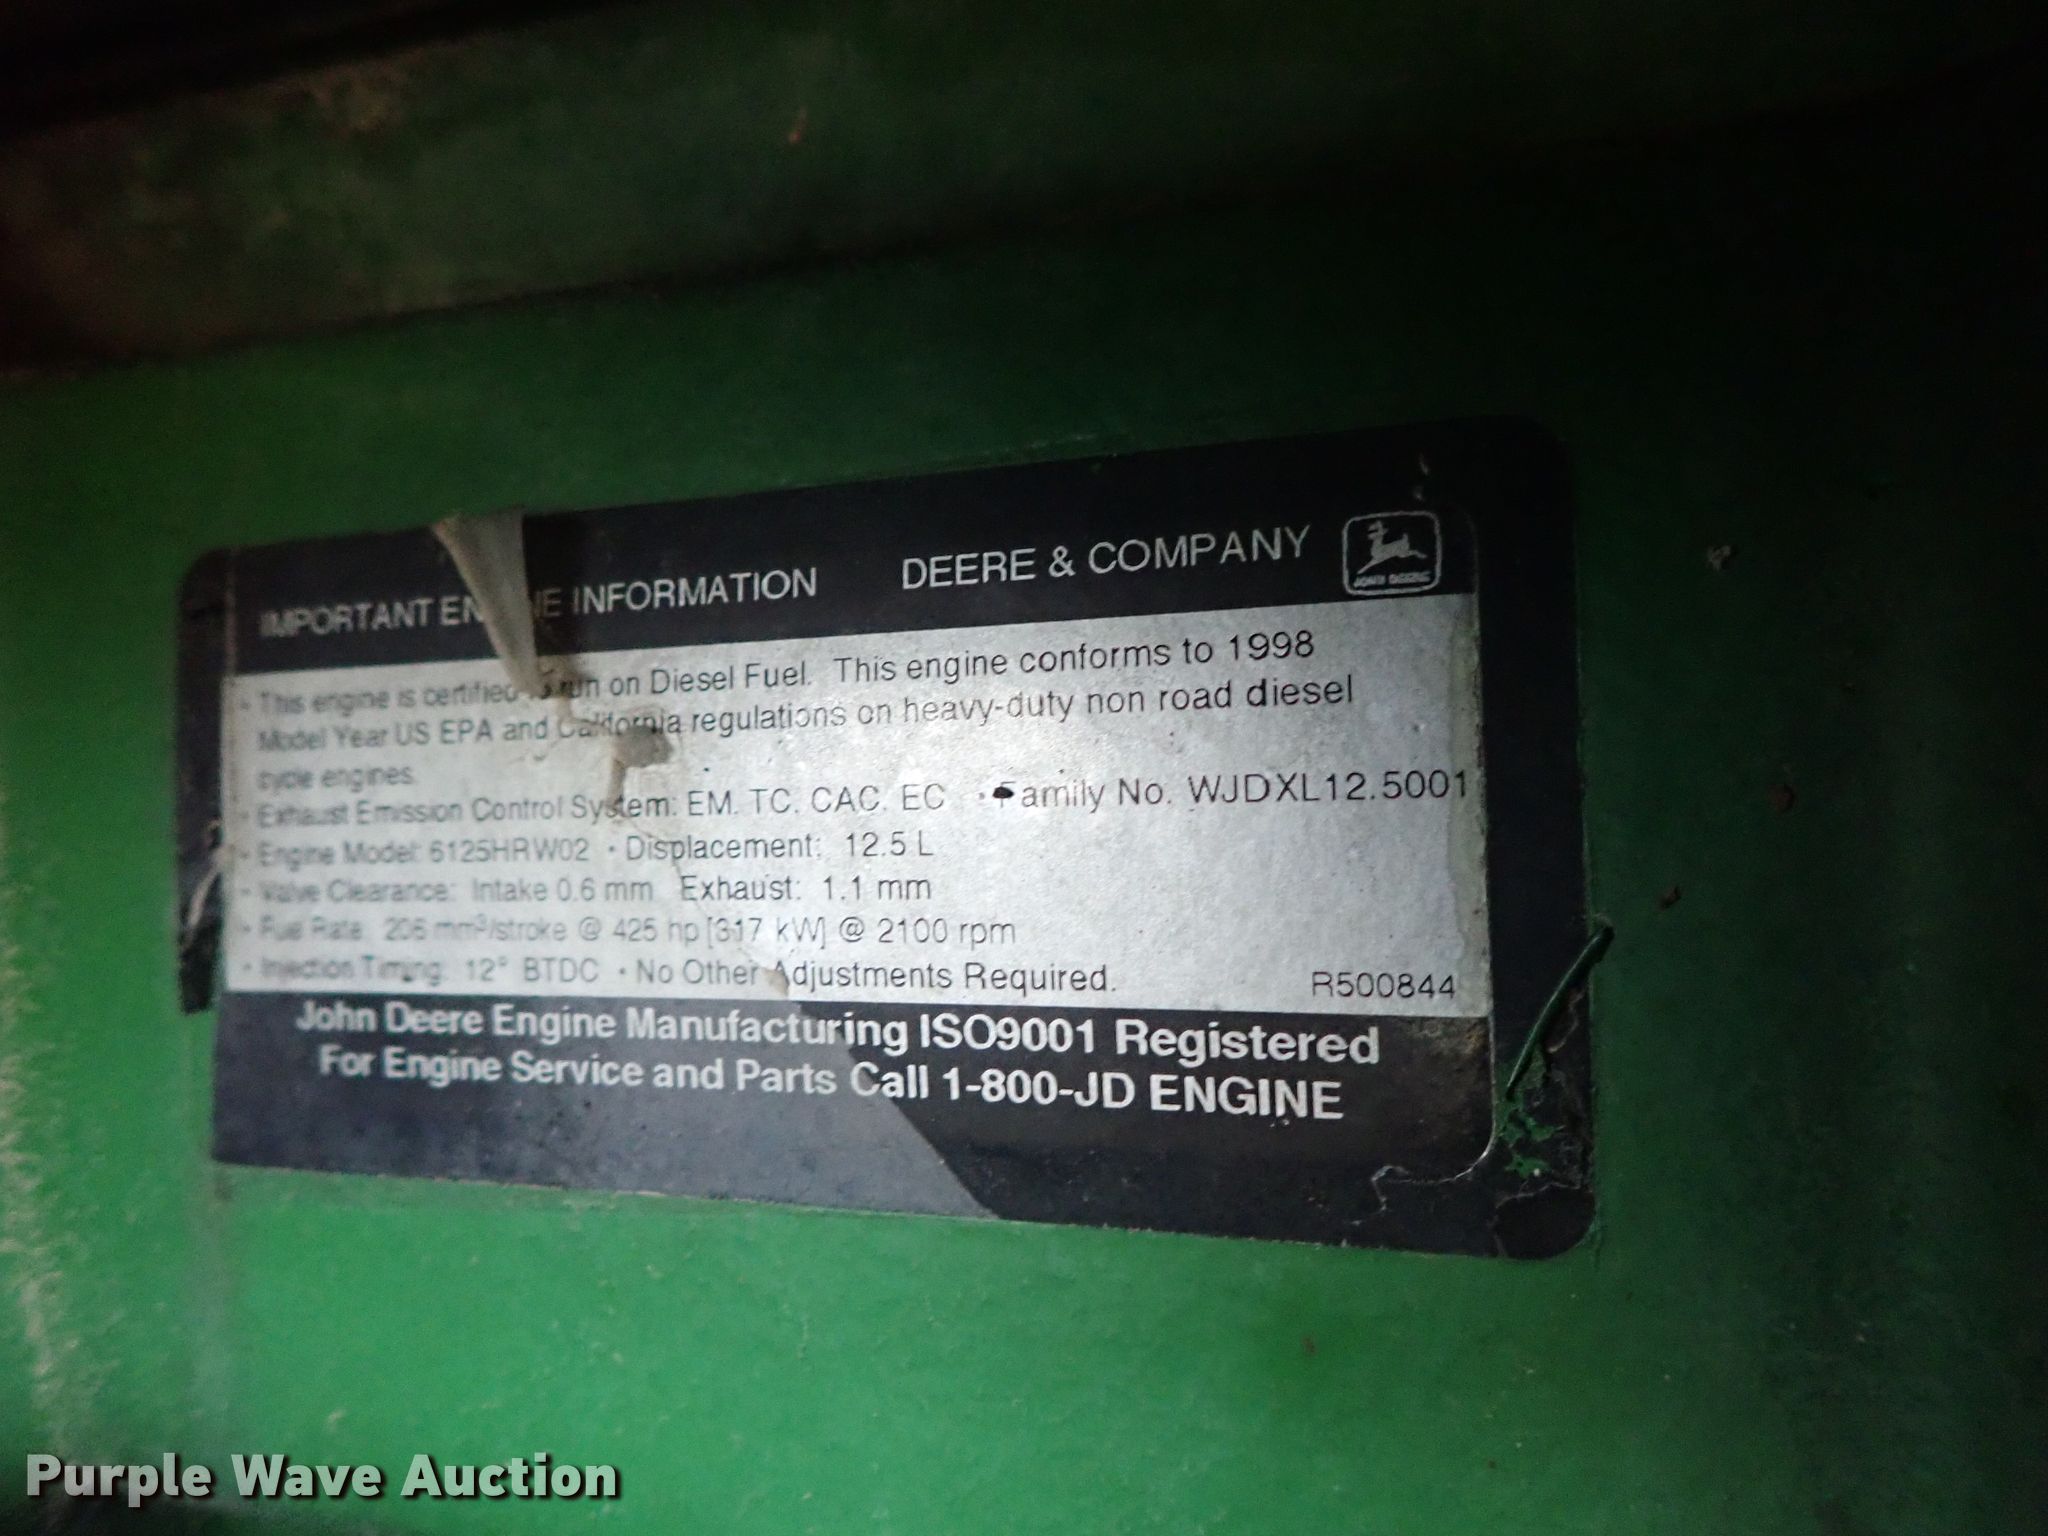 IMPORTANT ENGINE INFORMATION DEERE & COMPANY
JOHN DEERE
· This engine is certified to run on Diesel Fuel. This engine conforms to 1998
Model Year US EPA and California regulations on heavy-duty non road diesel
cycle engines.
· Exhaust Emission Control System: EM. TC. CAC. EC · Family No. WJDXL12.5001
· Engine Model: 6125HRW02 · Displacement: 12.5 L
· Valve Clearance: Intake 0.6 mm Exhaust: 1.1 mm
· Fuel Rate: 206 mm³/stroke @ 425 hp [317 kW] @ 2100 rpm
· Injection Timing: 12° BTDC · No Other Adjustments Required. R500844
John Deere Engine Manufacturing ISO9001 Registered
For Engine Service and Parts Call 1-800-JD ENGINE
Purple Wave Auction